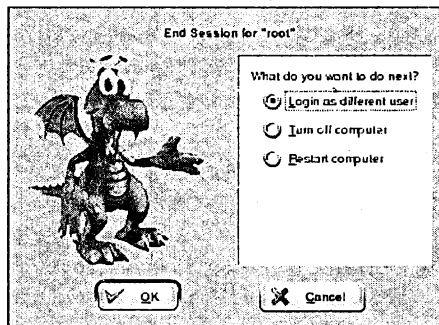 End Session for "root"
What do you want to do next?
Login as different user
Turn off computer
Restart computer
OK
Cancel